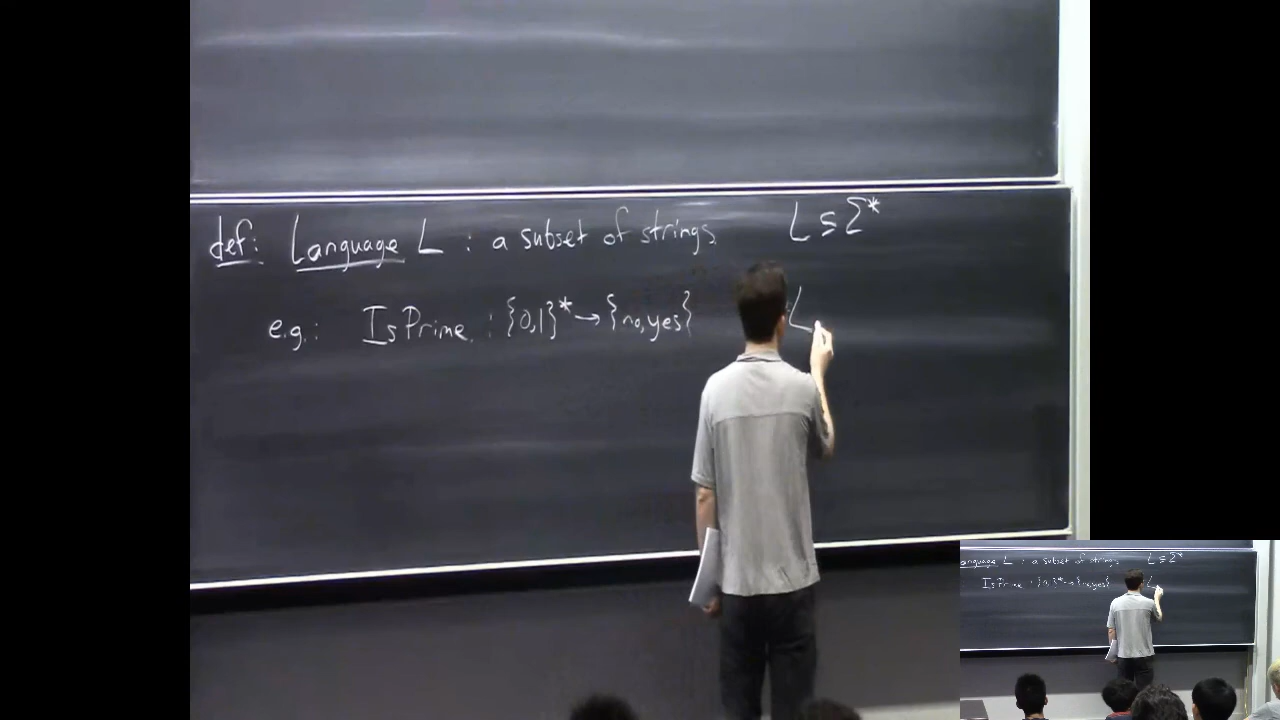 def: Language L : a subset of strings. L ⊆ Σ*
e.g.: IsPrime : {0,1}* → {no,yes} L